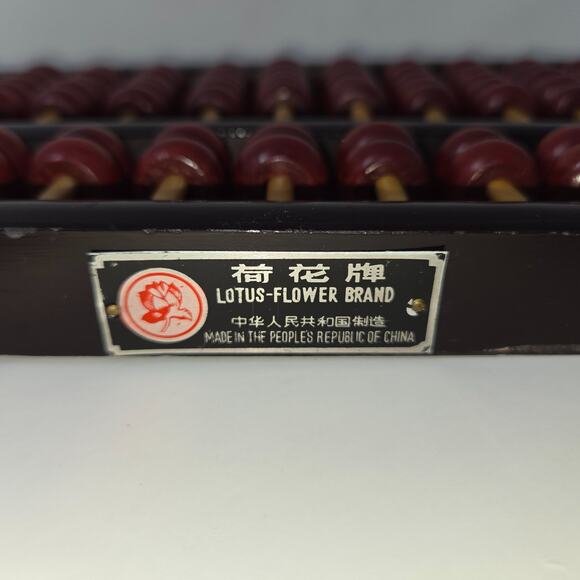 荷花牌
LOTUS-FLOWER BRAND
中华人民共和国制造
MADE IN THE PEOPLE'S REPUBLIC OF CHINA